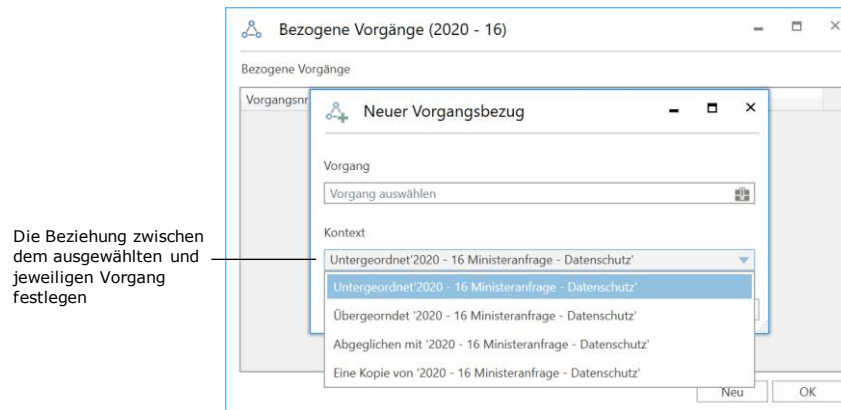 Bezogene Vorgänge (2020 - 16)
Bezogene Vorgänge
Vorgangsnr
Neuer Vorgangsbezug
Vorgang
Vorgang auswählen
Kontext
Die Beziehung zwischen
dem ausgewählten und
jeweiligen Vorgang
festlegen
Untergeordnet'2020 - 16 Ministeranfrage - Datenschutz'
Untergeordnet'2020 - 16 Ministeranfrage - Datenschutz'
Übergeorndet '2020 - 16 Ministeranfrage - Datenschutz'
Abgeglichen mit '2020 - 16 Ministeranfrage - Datenschutz'
Eine Kopie von '2020 - 16 Ministeranfrage - Datenschutz'
Neu OK